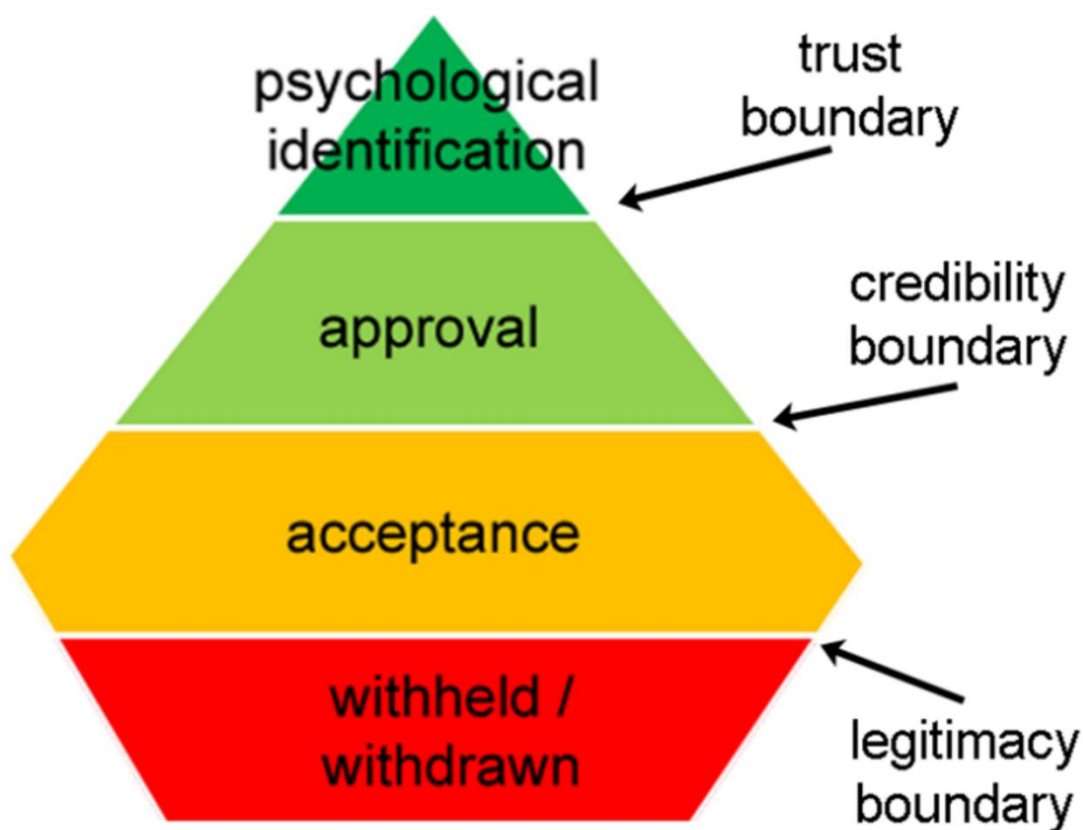 psychological
identification
trust
boundary
approval
credibility
boundary
acceptance
withheld /
withdrawn
legitimacy
boundary